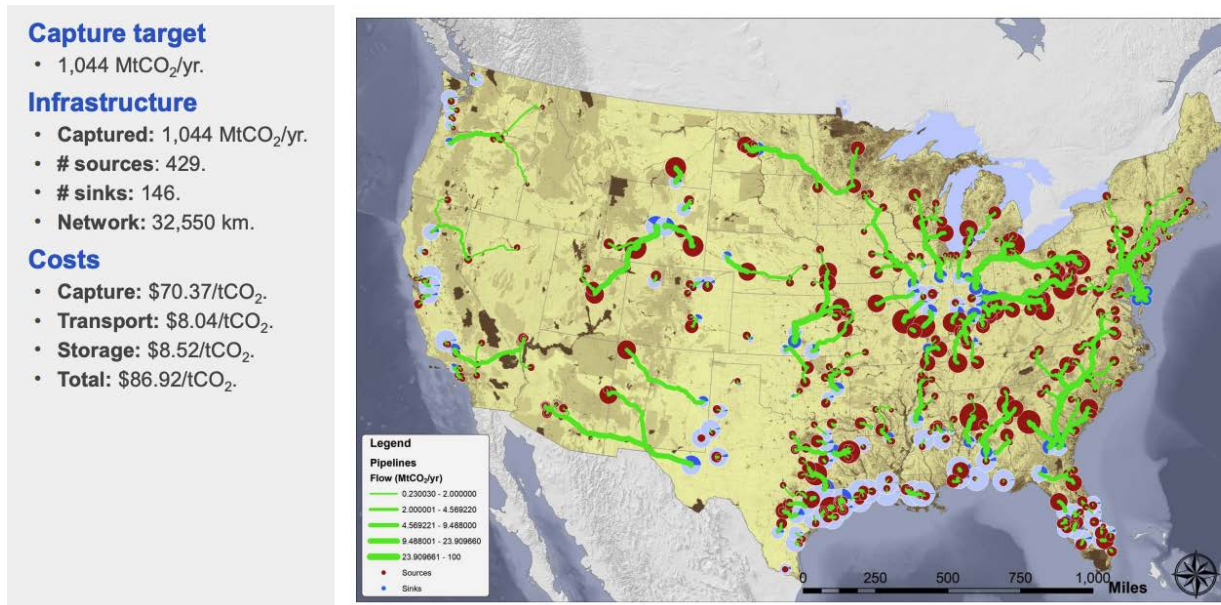 Capture target
• 1,044 MtCO₂/yr.
Infrastructure
• Captured: 1,044 MtCO₂/yr.
• # sources: 429.
• # sinks: 146.
• Network: 32,550 km.
Costs
• Capture: $70.37/tCO₂.
• Transport: $8.04/tCO₂.
• Storage: $8.52/tCO₂.
• Total: $86.92/tCO₂.
Legend
Pipelines
Flow (MtCO₂/yr)
0.230030 - 2.000000
2.000001 - 4.569220
4.569221 - 9.488000
9.488001 - 23.909660
23.909661 - 100
Sources
Sinks
0 250 500 750 1,000
Miles